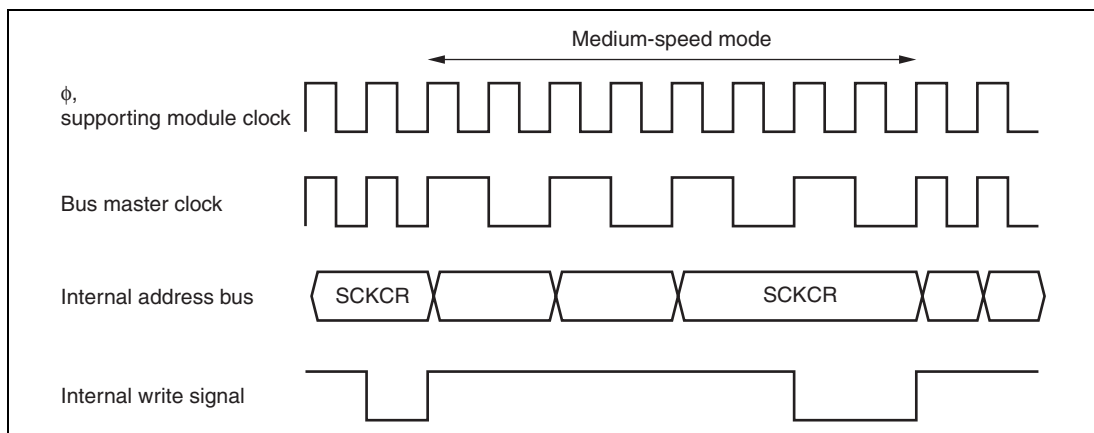 Medium-speed mode
ϕ,
supporting module clock
Bus master clock
Internal address bus
SCKCR
SCKCR
Internal write signal